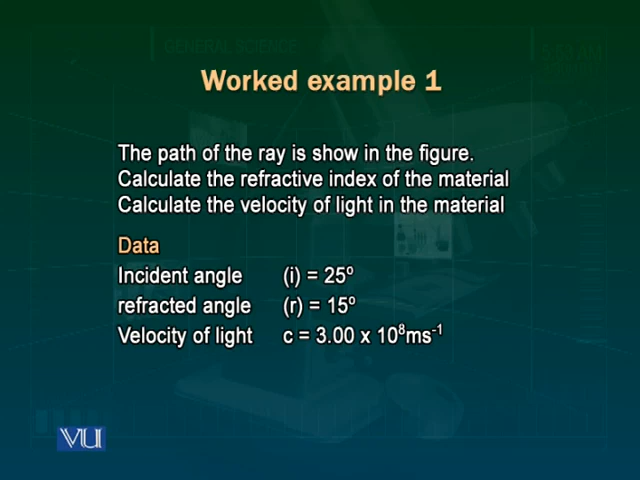 GENERAL SCIENCE
Worked example 1
The path of the ray is show in the figure.
Calculate the refractive index of the material
Calculate the velocity of light in the material
Data
Incident angle (i) = 25º
refracted angle (r) = 15º
Velocity of light c = 3.00 x 10⁸ms⁻¹
VU